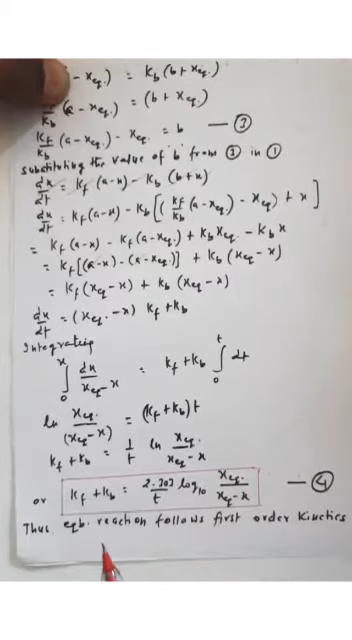 - xeq.) = kb (b + xeq.)
kf/kb (a - xeq.) = (b + xeq.)
kf/kb (a - xeq.) - xeq. = b — ③
substituting the value of 'b' from ③ in ①
dx/dt = kf (a-x) - kb (b+x)
dx/dt = kf (a-x) - kb [( kf/kb (a-xeq.) - xeq) + x ]
= kf (a-x) - kf (a-xeq.) + kb xeq. - kb x
= kf [(a-x) - (a-xeq.)] + kb (xeq - x)
= kf (xeq - x) + kb (xeq. - x)
dx/dt = (xeq. - x) kf + kb
Integrating
∫₀ˣ dx/xeq-x = kf + kb ∫₀ᵗ dt
ln xeq./(xeq-x) = (kf + kb) t
kf + kb = 1/t ln xeq./xeq-x
or kf + kb = 2.303/t log₁₀ xeq./xeq-x — ④
Thus eqb. reaction follows first order kinetics